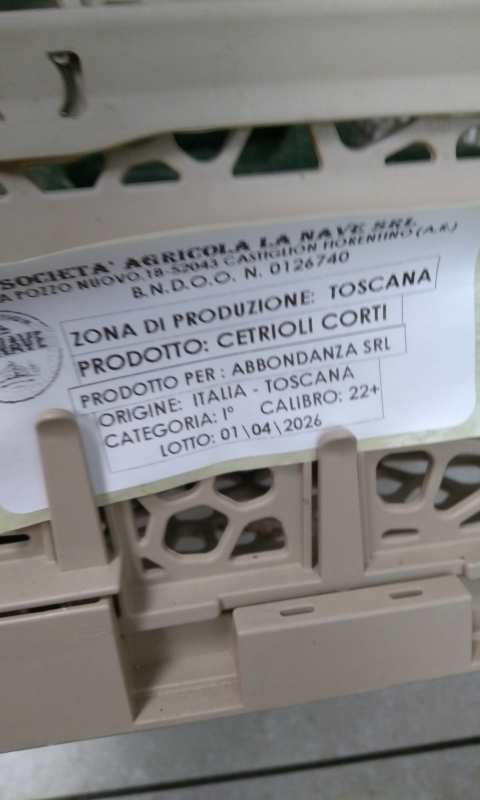 SOCIETA' AGRICOLA LA NAVE SRL
POZZO NUOVO,18-52043 CASTIGLION FIORENTINO (A.R.)
B.N.D.O.O. N. 0126740
NAVE
ZONA DI PRODUZIONE: TOSCANA
PRODOTTO: CETRIOLI CORTI
PRODOTTO PER : ABBONDANZA SRL
ORIGINE: ITALIA - TOSCANA
CATEGORIA: I° CALIBRO: 22+
LOTTO: 01\04\2026